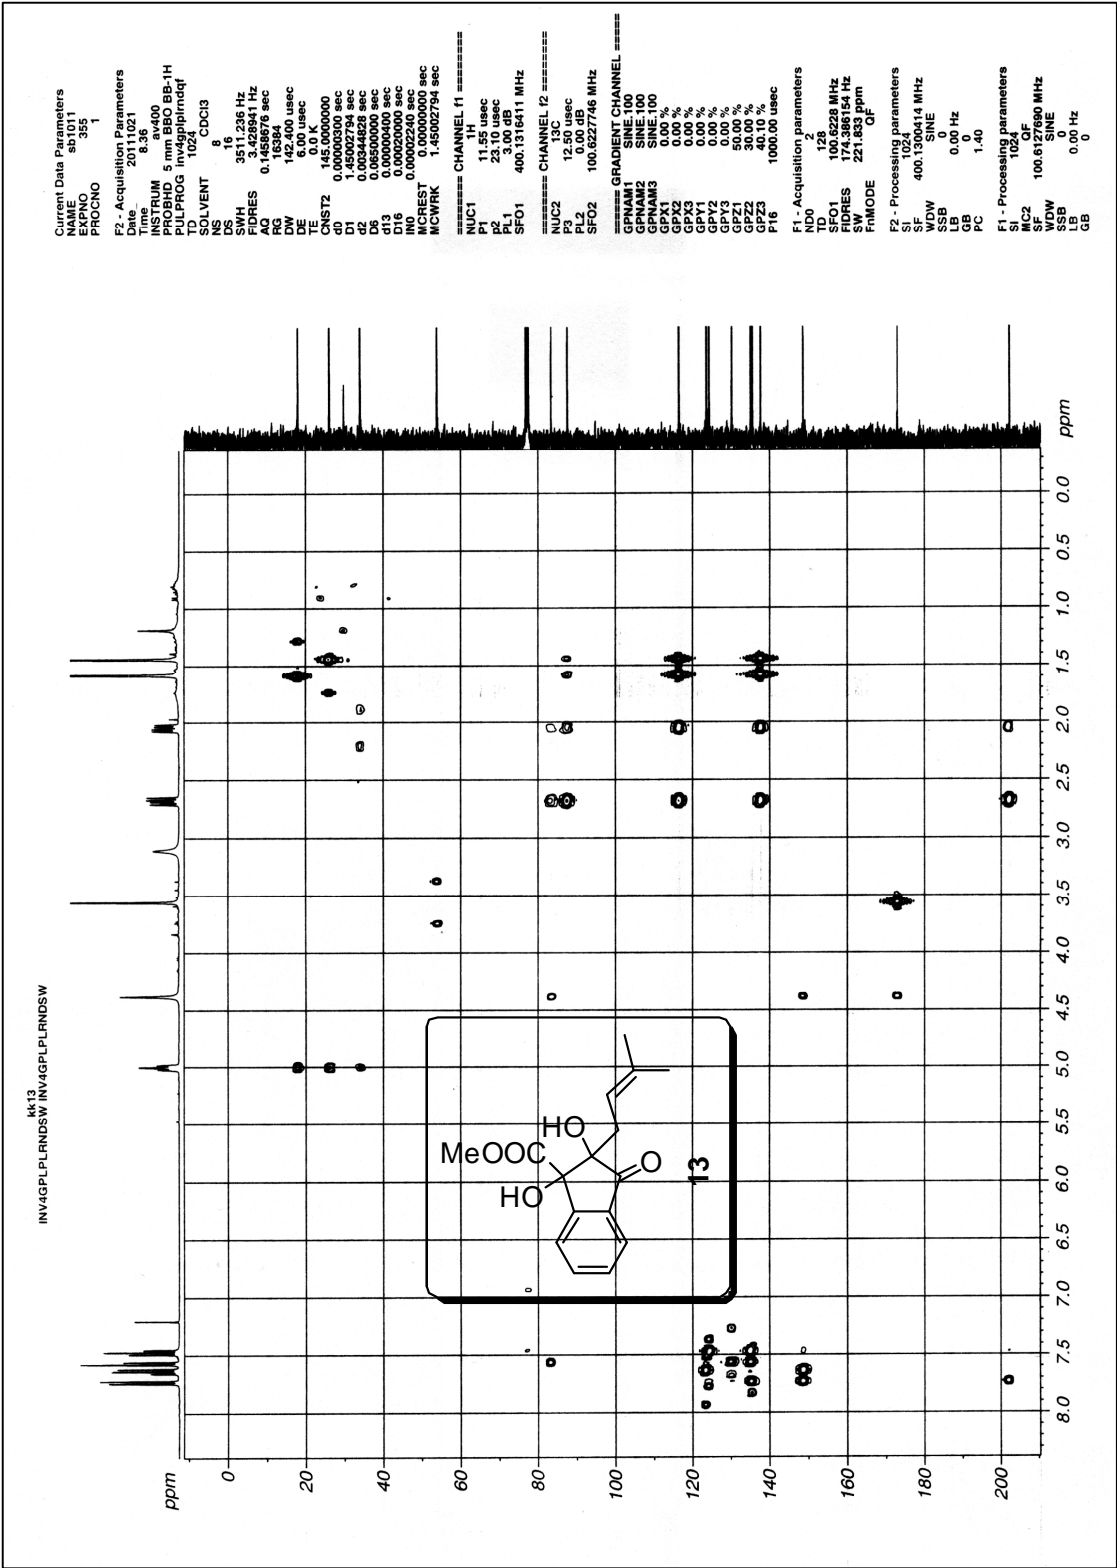 kk13
INV4GPLPLRNDSW INV4GPLPLRNDSW
Current Data Parameters
NAME sb1011
EXPNO 355
PROCNO 1
F2 - Acquisition Parameters
Date_ 20111021
Time 8.36
INSTRUM av400
PROBHD 5 mm BBO BB-1H
PULPROG inv4gplplrndqf
TD 1024
SOLVENT CDCl3
NS 8
DS 16
SWH 3511.236 Hz
FIDRES 3.428941 Hz
AQ 0.1458676 sec
RG 16384
DW 142.400 usec
DE 6.00 usec
TE 0.0 K
CNST2 145.0000000
d0 0.00000300 sec
D1 1.45002794 sec
d2 0.00344828 sec
D6 0.06500000 sec
d13 0.00000400 sec
D16 0.00020000 sec
IN0 0.00002240 sec
MCREST 0.00000000 sec
MCWRK 1.45002794 sec
======== CHANNEL f1 ========
NUC1 1H
P1 11.55 usec
p2 23.10 usec
PL1 3.00 dB
SFO1 400.1316411 MHz
======== CHANNEL f2 ========
NUC2 13C
P3 12.50 usec
PL2 0.00 dB
SFO2 100.6227746 MHz
====== GRADIENT CHANNEL =====
GPNAM1 SINE.100
GPNAM2 SINE.100
GPNAM3 SINE.100
GPX1 0.00 %
GPX2 0.00 %
GPX3 0.00 %
GPY1 0.00 %
GPY2 0.00 %
GPY3 0.00 %
GPZ1 50.00 %
GPZ2 30.00 %
GPZ3 40.10 %
P16 1000.00 usec
F1 - Acquisition parameters
ND0 2
TD 128
SFO1 100.6228 MHz
FIDRES 174.386154 Hz
SW 221.833 ppm
FnMODE QF
F2 - Processing parameters
SI 1024
SF 400.1300414 MHz
WDW SINE
SSB 0
LB 0.00 Hz
GB 0
PC 1.40
F1 - Processing parameters
SI 1024
MC2 QF
SF 100.6127690 MHz
WDW SINE
SSB 0
LB 0.00 Hz
GB 0
ppm
0
20
40
60
80
100
120
140
160
180
200
8.0 7.5 7.0 6.5 6.0 5.5 5.0 4.5 4.0 3.5 3.0 2.5 2.0 1.5 1.0 0.5 0.0 ppm
MeOOC
HO
HO
O
13